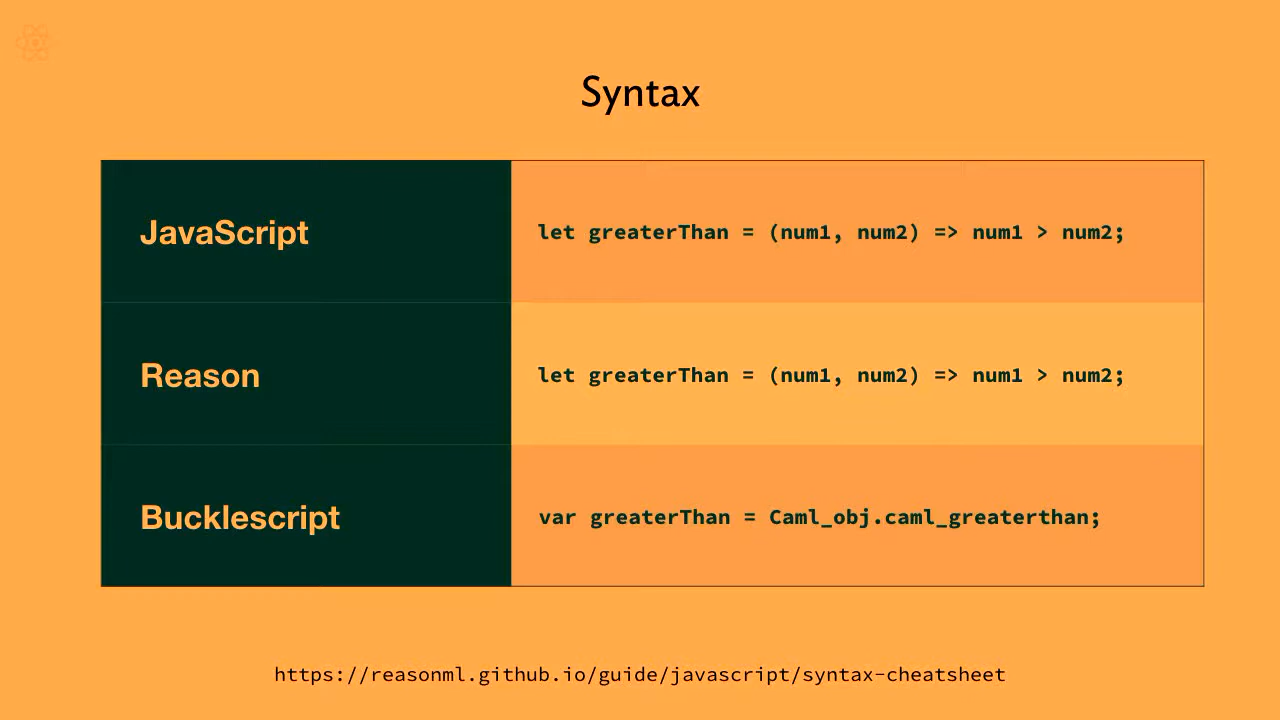 Syntax
JavaScript
let greaterThan = (num1, num2) => num1 > num2;
Reason
let greaterThan = (num1, num2) => num1 > num2;
Bucklescript
var greaterThan = Caml_obj.caml_greaterthan;
https://reasonml.github.io/guide/javascript/syntax-cheatsheet